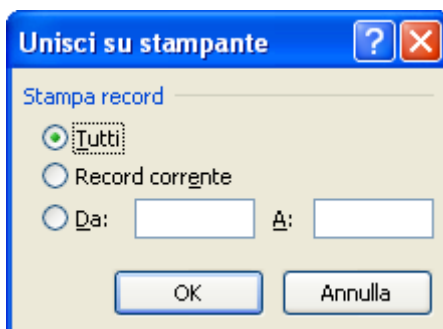 Unisci su stampante
Stampa record
Tutti
Record corrente
Da: A:
OK Annulla